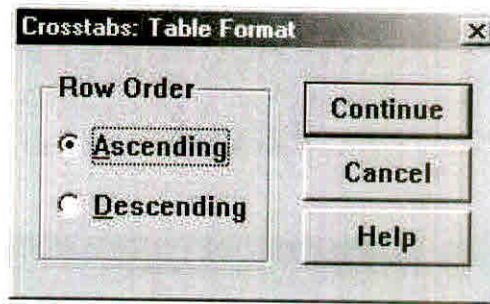 Crosstabs: Table Format
Row Order
Ascending
Descending
Continue
Cancel
Help